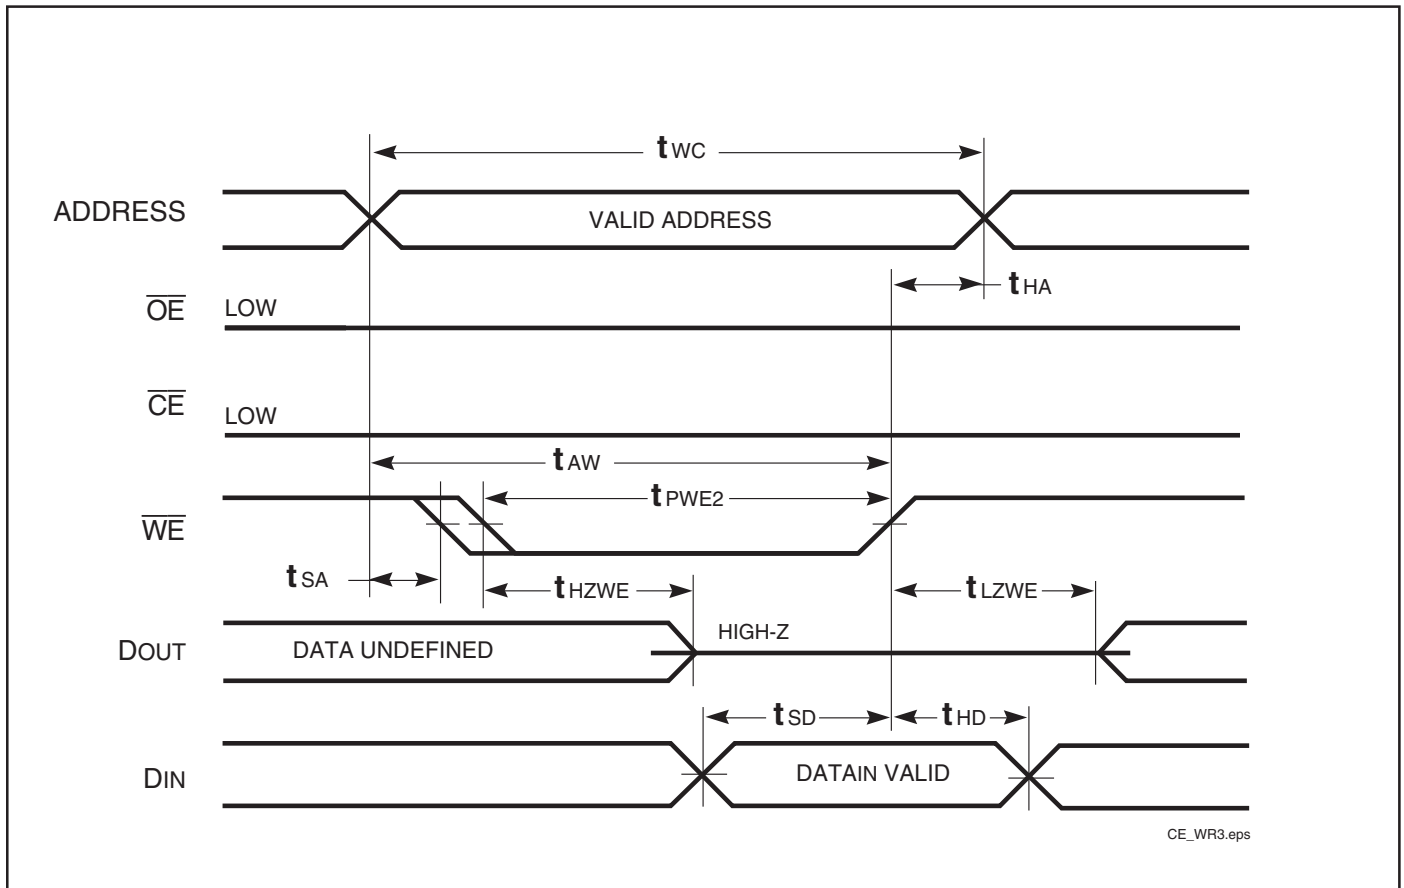 tWC
ADDRESS
VALID ADDRESS
tHA
OE
LOW
CE
LOW
tAW
tPWE2
WE
tSA
tHZWE
tLZWE
HIGH-Z
DOUT
DATA UNDEFINED
tSD
tHD
DIN
DATAIN VALID
CE_WR3.eps